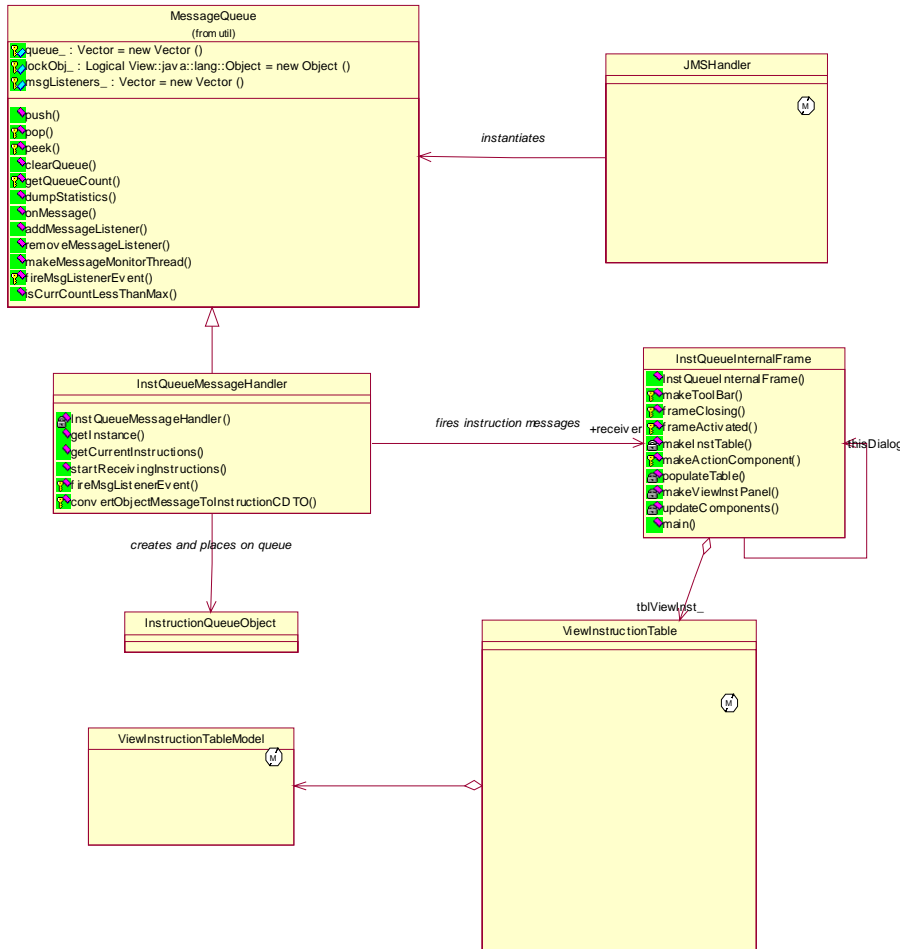 MessageQueue
(from util)
queue_ : Vector = new Vector ()
lockObj_ : Logical View::java::lang::Object = new Object ()
msgListeners_ : Vector = new Vector ()
push()
pop()
peek()
clearQueue()
getQueueCount()
dumpStatistics()
onMessage()
addMessageListener()
removeMessageListener()
makeMessageMonitorThread()
fireMsgListenerEvent()
isCurrCountLessThanMax()
instantiates
JMSHandler
M
InstQueueMessageHandler
InstQueueMessageHandler()
getInstance()
getCurrentInstructions()
startReceivingInstructions()
fireMsgListenerEvent()
convertObjectMessageToInstructionCDTO()
fires instruction messages
+receiver
InstQueueInternalFrame
InstQueueInternalFrame()
makeToolBar()
frameClosing()
frameActivated()
makeInstTable()
makeActionComponent()
populateTable()
makeViewInstPanel()
updateComponents()
main()
thisDialog
creates and places on queue
InstructionQueueObject
tblViewInst_
ViewInstructionTable
M
ViewInstructionTableModel
M